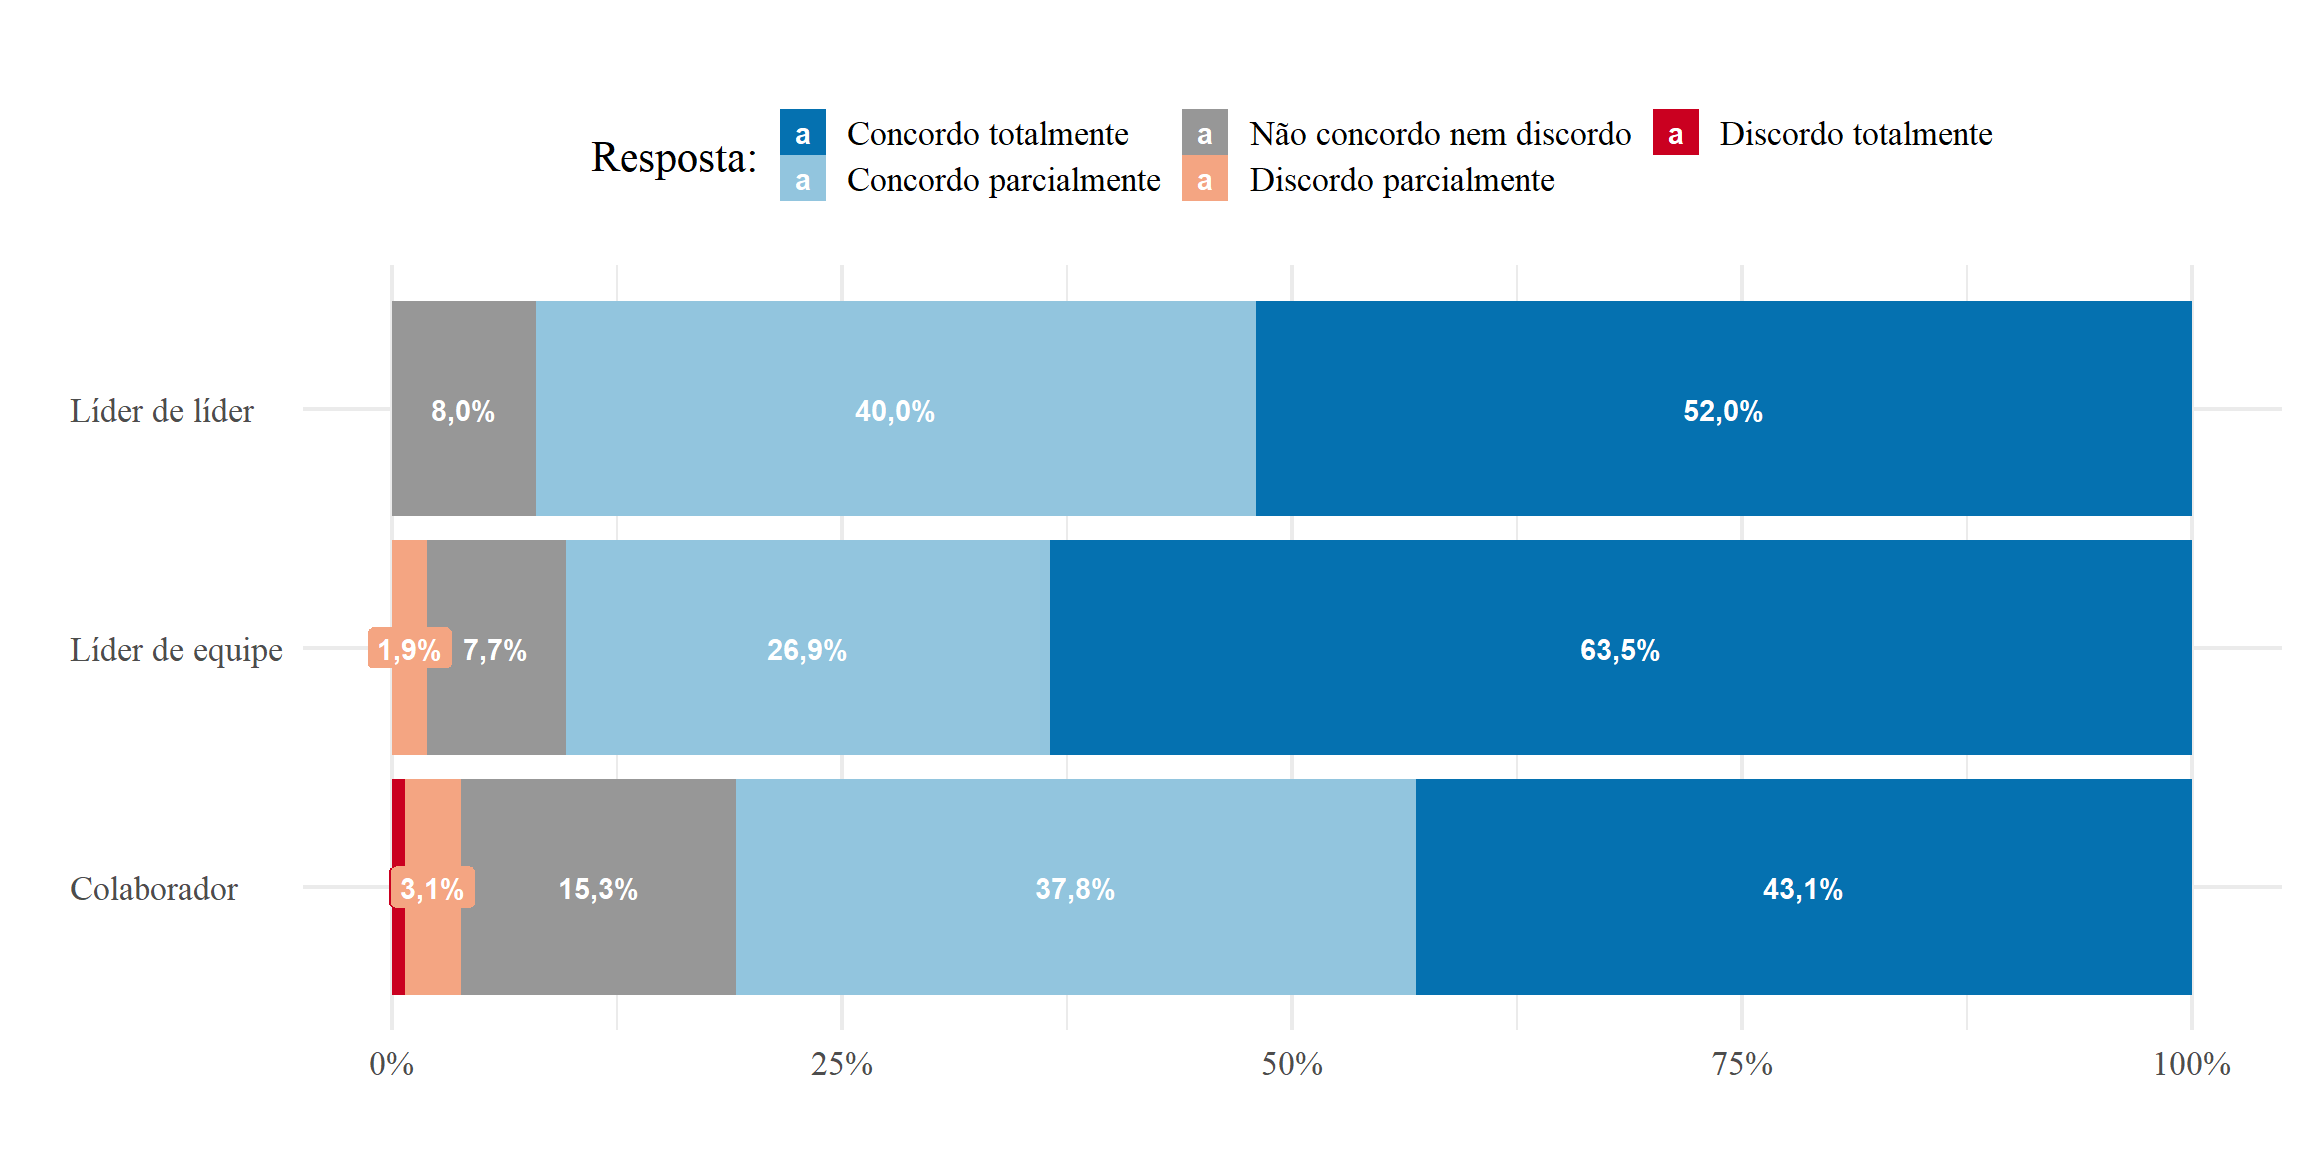 Resposta:
a Concordo totalmente
a Concordo parcialmente
a Não concordo nem discordo
a Discordo parcialmente
a Discordo totalmente
Líder de líder
8,0% 40,0% 52,0%
Líder de equipe
1,9% 7,7% 26,9% 63,5%
Colaborador
3,1% 15,3% 37,8% 43,1%
0% 25% 50% 75% 100%